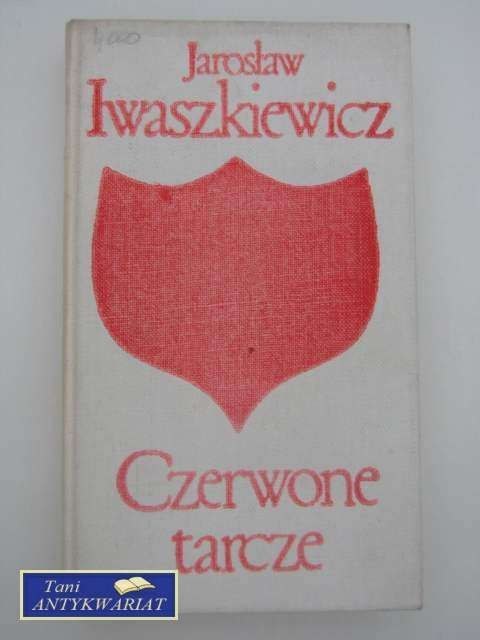 Jarosław
Iwaszkiewicz
Czerwone
tarcze
Tani
ANTYKWARIAT